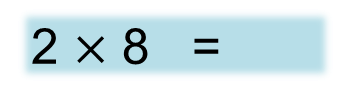 2 × 8 =